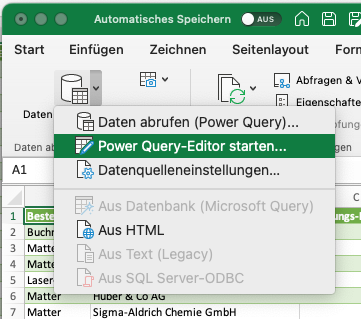 Automatisches Speichern AUS
Start Einfügen Zeichnen Seitenlayout
Daten
Abfragen & V
Eigenschafte
Daten ab
Daten abrufen (Power Query)...
Power Query-Editor starten...
Datenquelleneinstellungen...
Aus Datenbank (Microsoft Query)
Aus HTML
Aus Text (Legacy)
Aus SQL Server-ODBC
A1
C
1 Beste
2 Buchr
3 Matter
4 Matter
5 Laser
6 Matter Huber & Co AG
7 Matter Sigma-Aldrich Chemie GmbH